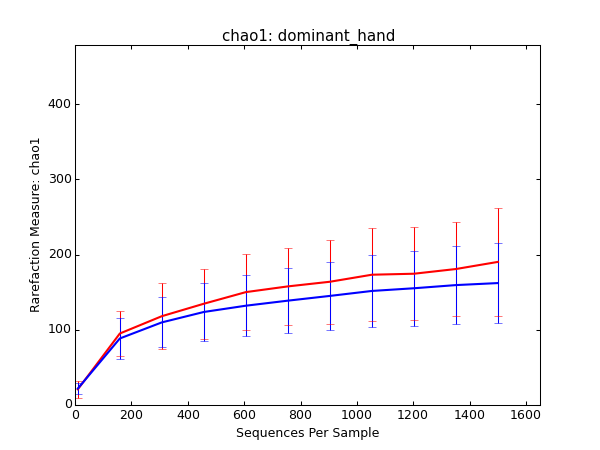 chao1: dominant_hand
Rarefaction Measure: chao1
400
300
200
100
0
0 200 400 600 800 1000 1200 1400 1600
Sequences Per Sample